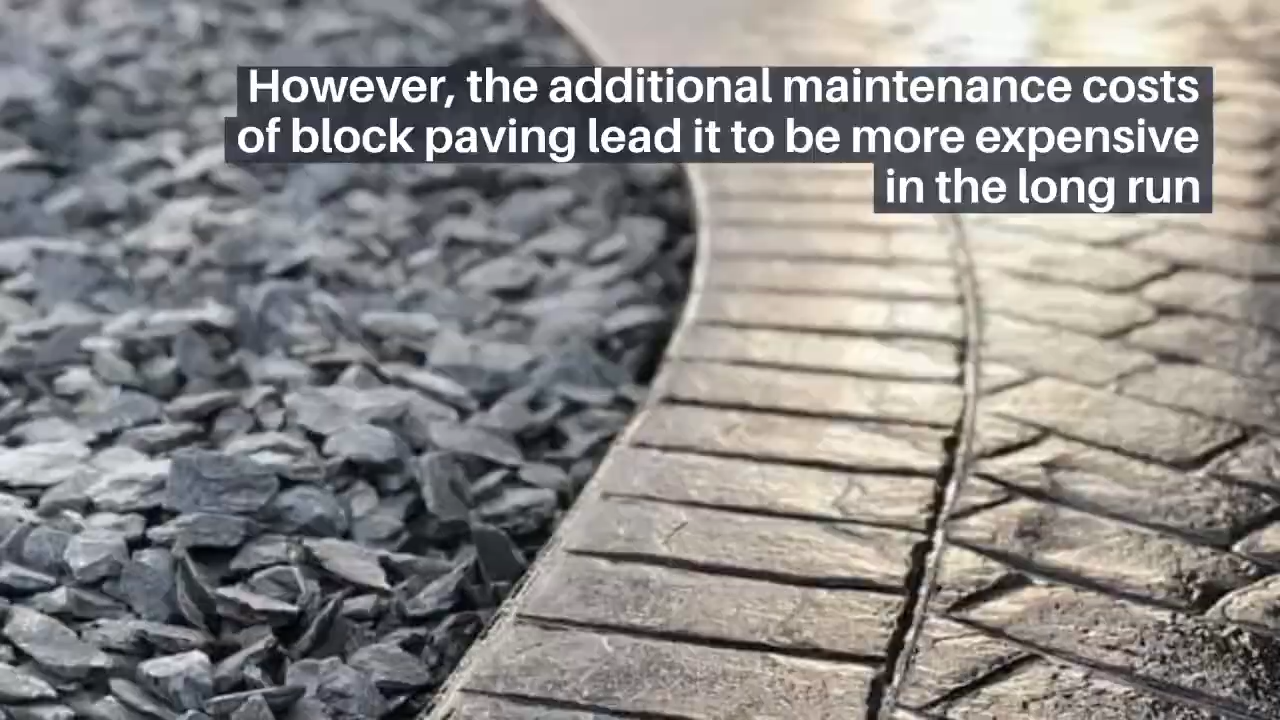 However, the additional maintenance costs
of block paving lead it to be more expensive
in the long run